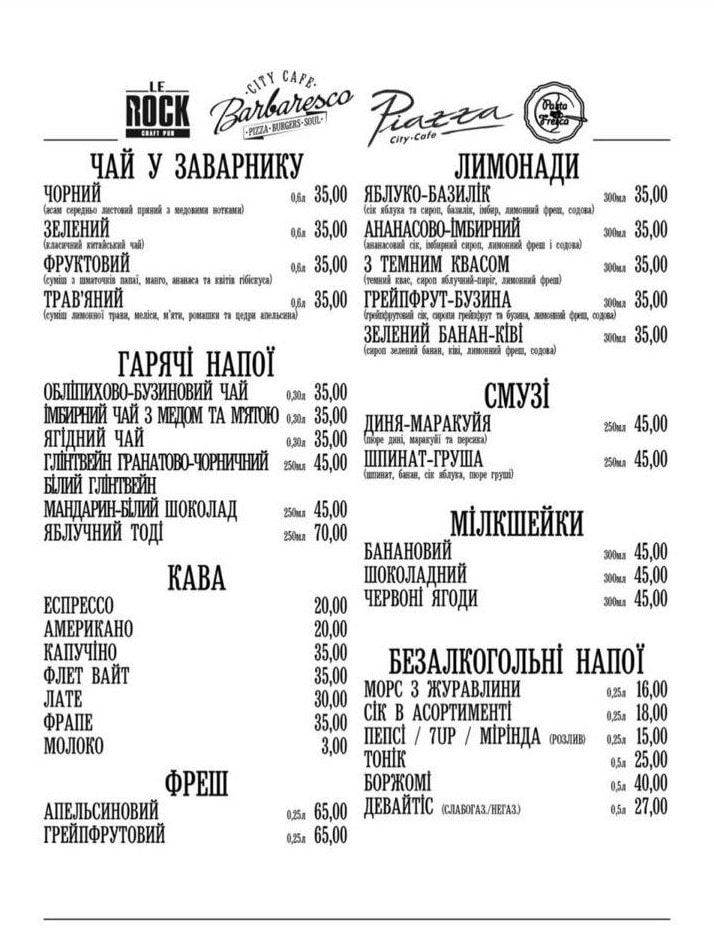 LE
ROCK
CRAFT PUB
CITY CAFE
Barbaresco
PIZZA·BURGERS·SOUL
Piazza
City·Cafe
Pasta
Fresca
ЧАЙ У ЗАВАРНИКУ
ЧОРНИЙ 0,6л 35,00
(асам середньо листовий пряний з медовими нотками)
ЗЕЛЕНИЙ 0,6л 35,00
(класичний китайський чай)
ФРУКТОВИЙ 0,6л 35,00
(суміш з шматочків папаї, манго, ананаса та квітів гібіскуса)
ТРАВ'ЯНИЙ 0,6л 35,00
(суміш лимонної трави, меліси, м'яти, ромашки та цедри апельсина)
ГАРЯЧІ НАПОЇ
ОБЛІПИХОВО-БУЗИНОВИЙ ЧАЙ 0,30л 35,00
ІМБИРНИЙ ЧАЙ З МЕДОМ ТА М'ЯТОЮ 0,30л 35,00
ЯГІДНИЙ ЧАЙ 0,30л 35,00
ГЛІНТВЕЙН ГРАНАТОВО-ЧОРНИЧНИЙ 250мл 45,00
БІЛИЙ ГЛІНТВЕЙН
МАНДАРИН-БІЛИЙ ШОКОЛАД 250мл 45,00
ЯБЛУЧНИЙ ТОДІ 250мл 70,00
КАВА
ЕСПРЕССО 20,00
АМЕРИКАНО 20,00
КАПУЧІНО 35,00
ФЛЕТ ВАЙТ 35,00
ЛАТЕ 30,00
ФРАПЕ 35,00
МОЛОКО 3,00
ФРЕШ
АПЕЛЬСИНОВИЙ 0,25л 65,00
ГРЕЙПФРУТОВИЙ 0,25л 65,00
ЛИМОНАДИ
ЯБЛУКО-БАЗИЛІК 300мл 35,00
(сік яблука та сироп, базилік, імбир, лимонний фреш, содова)
АНАНАСОВО-ІМБИРНИЙ 300мл 35,00
(ананасовий сік, імбирний сироп, лимонний фреш і содова)
З ТЕМНИМ КВАСОМ 300мл 35,00
(темний квас, сироп яблучний-пиріг, лимонний фреш)
ГРЕЙПФРУТ-БУЗИНА 300мл 35,00
(грейпфрутовий сік, сиропи грейпфрут та бузина, лимонний фреш, содова)
ЗЕЛЕНИЙ БАНАН-КІВІ 300мл 35,00
(сироп зелений банан, ківі, лимонний фреш, содова)
СМУЗІ
ДИНЯ-МАРАКУЙЯ 250мл 45,00
(пюре дині, маракуйї та персика)
ШПИНАТ-ГРУША 250мл 45,00
(шпинат, банан, сік яблука, пюре груші)
МІЛКШЕЙКИ
БАНАНОВИЙ 300мл 45,00
ШОКОЛАДНИЙ 300мл 45,00
ЧЕРВОНІ ЯГОДИ 300мл 45,00
БЕЗАЛКОГОЛЬНІ НАПОЇ
МОРС З ЖУРАВЛИНИ 0,25л 16,00
СІК В АСОРТИМЕНТІ 0,25л 18,00
ПЕПСІ / 7UP / МІРІНДА (РОЗЛИВ) 0,25л 15,00
ТОНІК 0,5л 25,00
БОРЖОМІ 0,5л 40,00
ДЕВАЙТІС (СЛАБОГАЗ./НЕГАЗ.) 0,5л 27,00